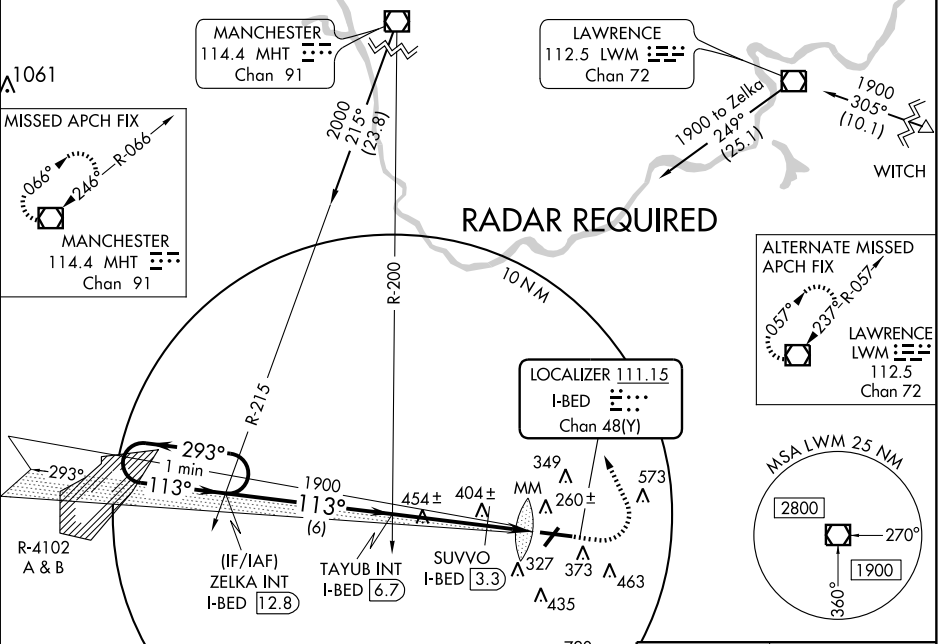 MANCHESTER
114.4 MHT
Chan 91
LAWRENCE
112.5 LWM
Chan 72
1061
1900
305°
(10.1)
WITCH
1900 to Zelka
249°
(25.1)
2000
215°
(23.8)
MISSED APCH FIX
066°
246°
R-066
MANCHESTER
114.4 MHT
Chan 91
RADAR REQUIRED
10 NM
R-200
R-215
ALTERNATE MISSED
APCH FIX
057°
237°
R-057
LAWRENCE
LWM
112.5
Chan 72
LOCALIZER 111.15
I-BED
Chan 48(Y)
293°
293°
1 min
113°
1900
113°
(6)
454±
404±
MM
349
260±
573
327
373
463
435
R-4102
A & B
(IF/IAF)
ZELKA INT
I-BED 12.8
TAYUB INT
I-BED 6.7
SUVVO
I-BED 3.3
MSA LWM 25 NM
2800
270°
1900
360°